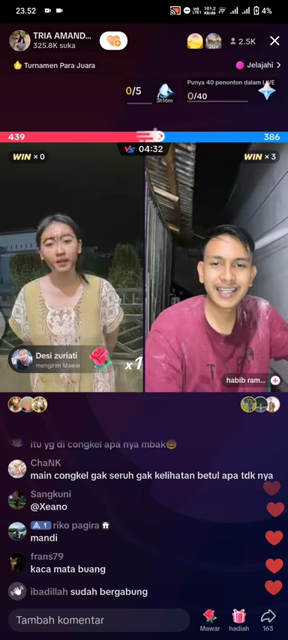 23.52
4%
TRIA AMAND...
325.8K suka
2.5K
Turnamen Para Juara
Jelajahi >
0/5
3h16m
Punya 40 penonton dalam LIVE
0/40
439
386
VS 04:32
WIN × 0
WIN × 3
Desi zuriati
mengirim Mawar
x1
habib ram...
itu yg di congkel apa nya mbak
ChaNK
main congkel gak seruh gak kelihatan betul apa tdk nya
Sangkuni
@Xeano
A 1 riko pagira
mandi
frans79
kaca mata buang
ibadillah sudah bergabung
Tambah komentar
Mawar
hadiah
163